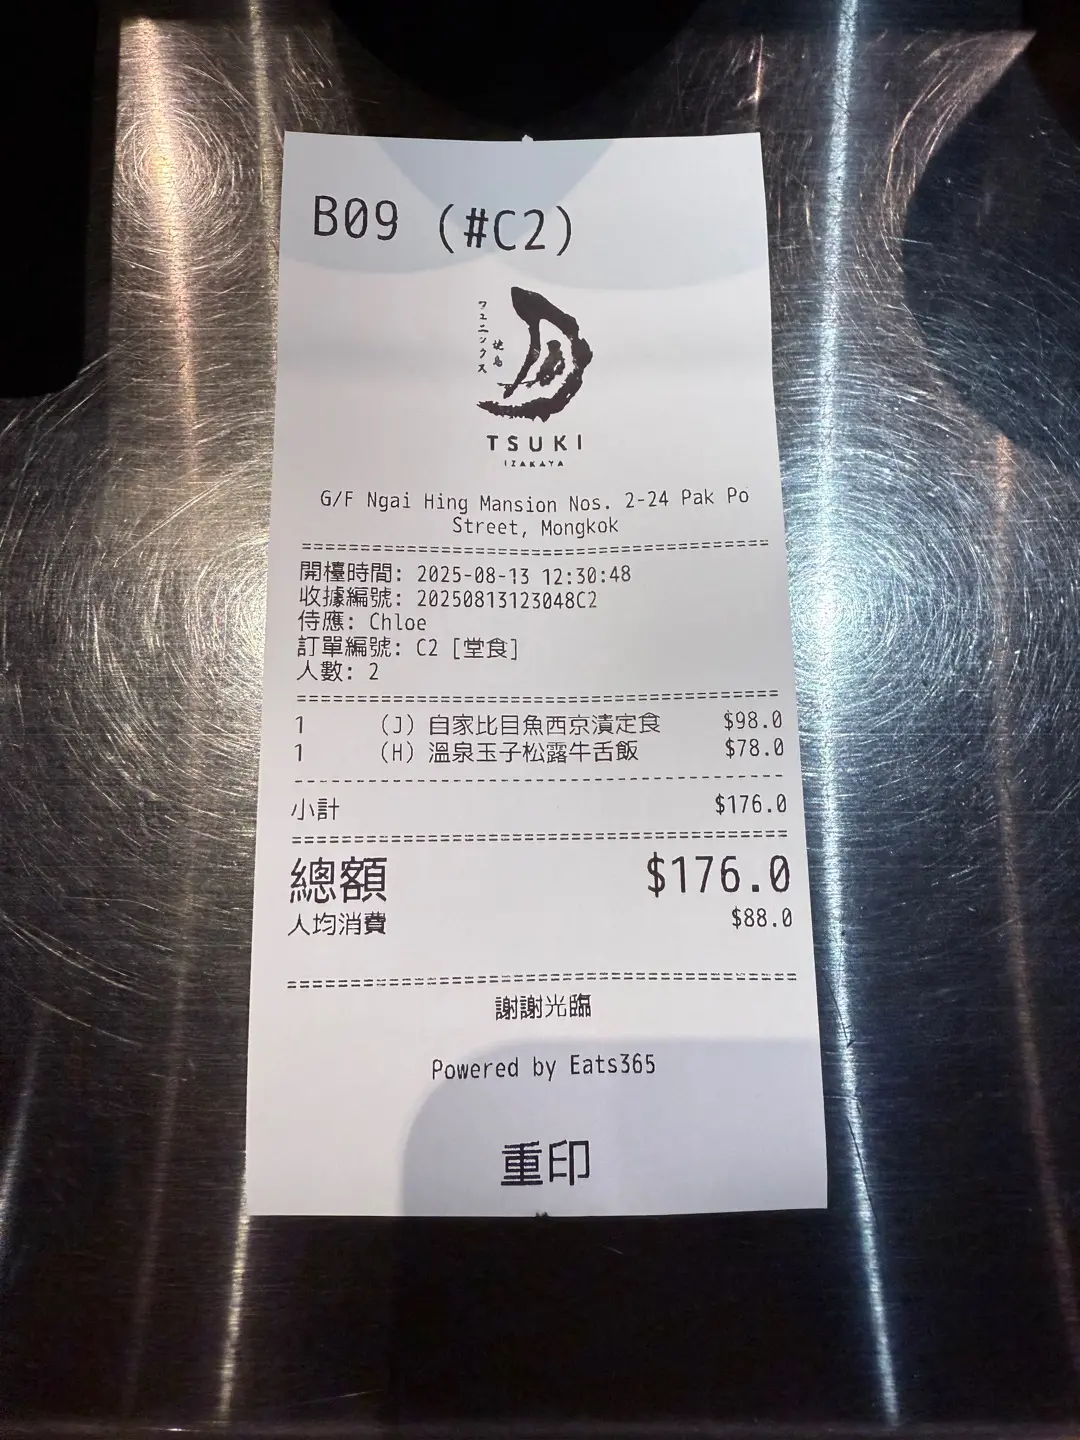 B09 (#C2)
フェニックス
焼鳥
月
TSUKI
IZAKAYA
G/F Ngai Hing Mansion Nos. 2-24 Pak Po
Street, Mongkok
開檯時間: 2025-08-13 12:30:48
收據編號: 20250813123048C2
侍應: Chloe
訂單編號: C2 [堂食]
人數: 2
1 (J) 自家比目魚西京漬定食 $98.0
1 (H) 溫泉玉子松露牛舌飯 $78.0
小計 $176.0
總額 $176.0
人均消費 $88.0
謝謝光臨
Powered by Eats365
重印